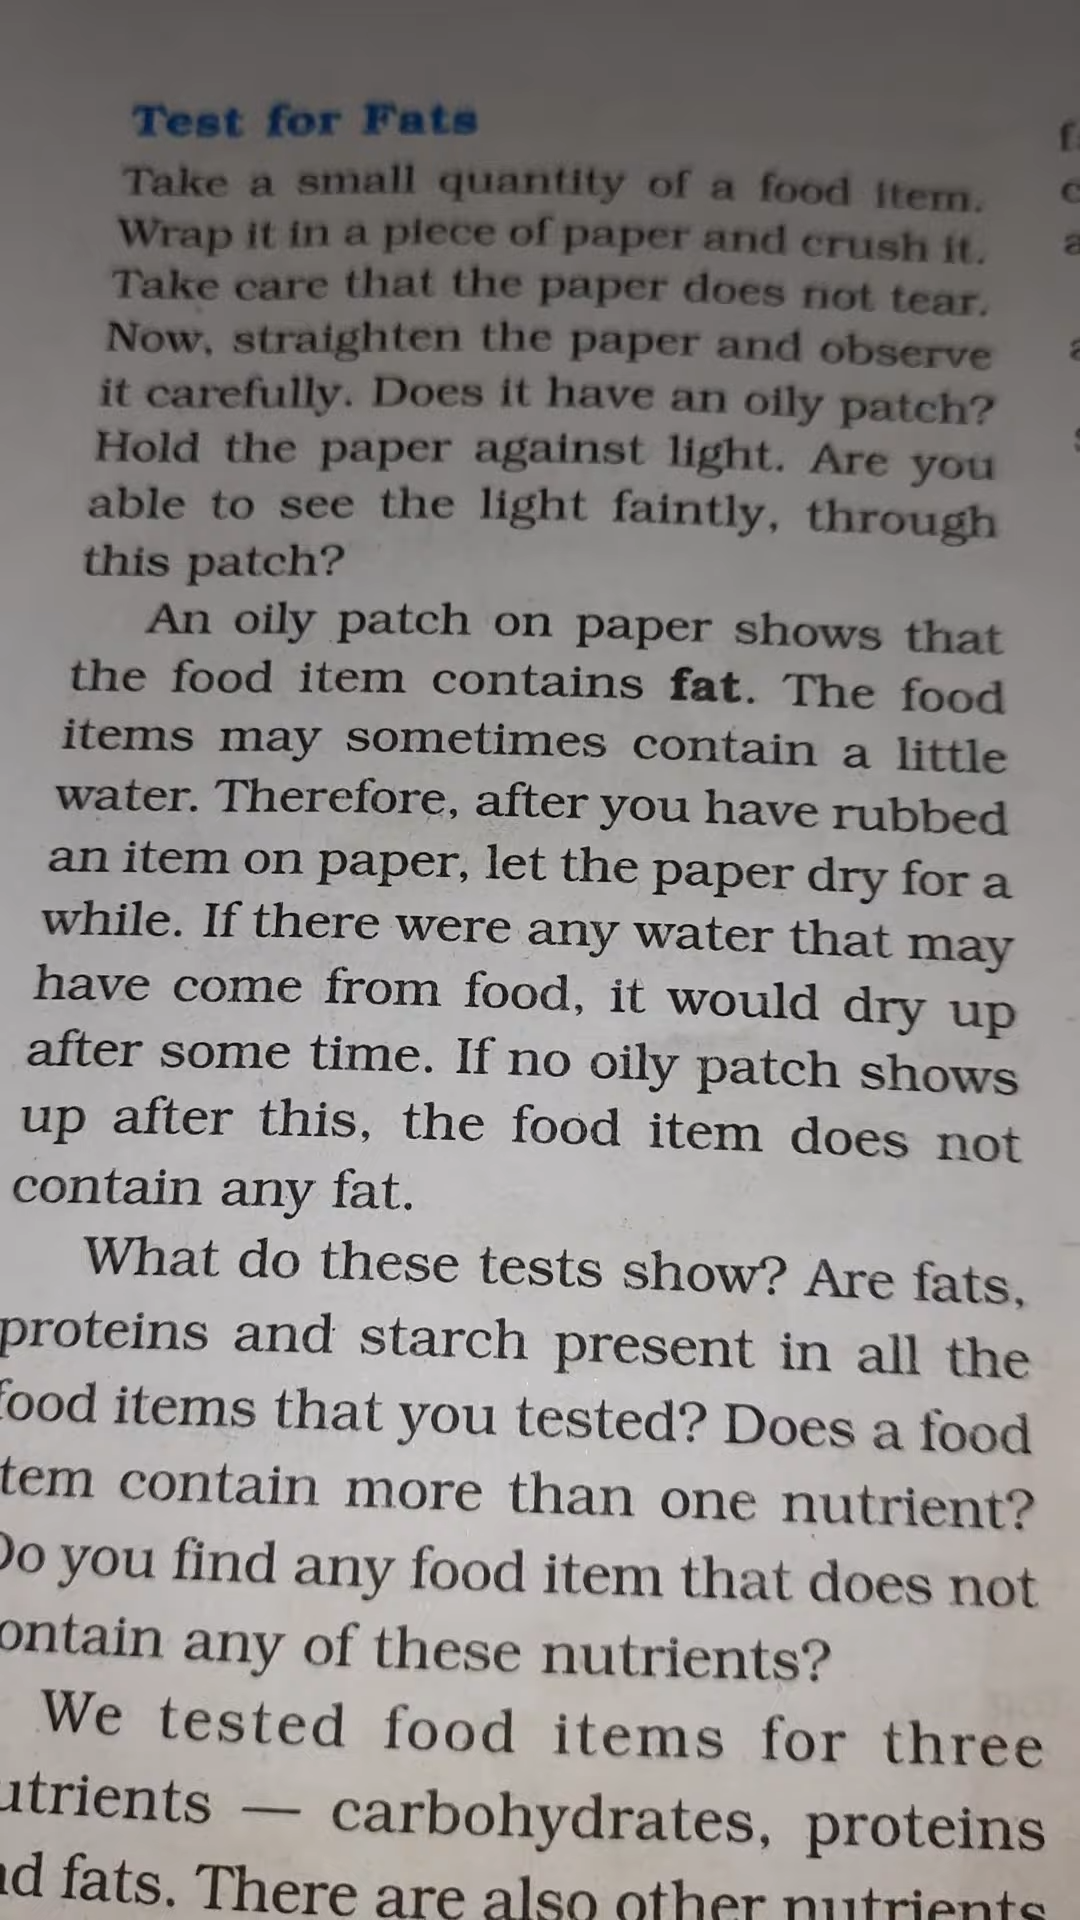 Test for Fats
Take a small quantity of a food item.
Wrap it in a piece of paper and crush it.
Take care that the paper does not tear.
Now, straighten the paper and observe
it carefully. Does it have an oily patch?
Hold the paper against light. Are you
able to see the light faintly, through
this patch?
An oily patch on paper shows that
the food item contains fat. The food
items may sometimes contain a little
water. Therefore, after you have rubbed
an item on paper, let the paper dry for a
while. If there were any water that may
have come from food, it would dry up
after some time. If no oily patch shows
up after this, the food item does not
contain any fat.
What do these tests show? Are fats,
proteins and starch present in all the
food items that you tested? Does a food
tem contain more than one nutrient?
Do you find any food item that does not
ontain any of these nutrients?
We tested food items for three
utrients — carbohydrates, proteins
nd fats. There are also other nutrients